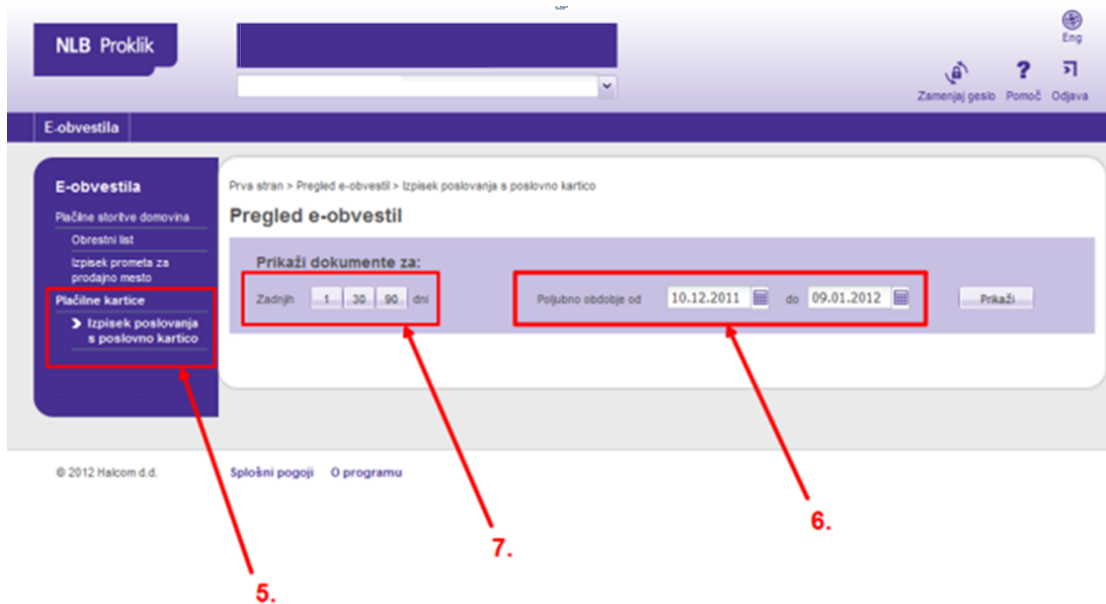 NLB Proklik
Eng
Zamenjaj geslo
Pomoč
Odjava
E-obvestila
E-obvestila
Plačilne storitve domovina
Obrestni list
Izpisek prometa za
prodajno mesto
Plačilne kartice
Izpisek poslovanja
s poslovno kartico
Prva stran > Pregled e-obvestil > Izpisek poslovanja s poslovno kartico
Pregled e-obvestil
Prikaži dokumente za:
Zadnjih 1 30 90 dni
Poljubno obdobje od 10.12.2011 do 09.01.2012 Prikaži
© 2012 Halcom d.d.
Splošni pogoji O programu
6.
7.
5.